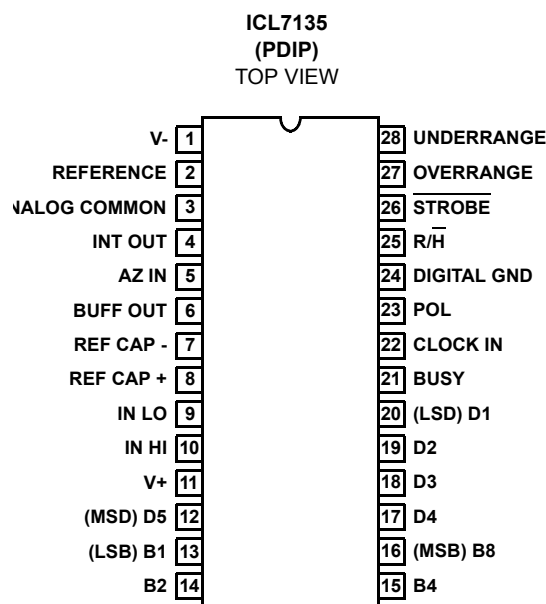 ICL7135
(PDIP)
TOP VIEW
V- 1
REFERENCE 2
NALOG COMMON 3
INT OUT 4
AZ IN 5
BUFF OUT 6
REF CAP - 7
REF CAP + 8
IN LO 9
IN HI 10
V+ 11
(MSD) D5 12
(LSB) B1 13
B2 14
28 UNDERRANGE
27 OVERRANGE
26 STROBE
25 R/H
24 DIGITAL GND
23 POL
22 CLOCK IN
21 BUSY
20 (LSD) D1
19 D2
18 D3
17 D4
16 (MSB) B8
15 B4